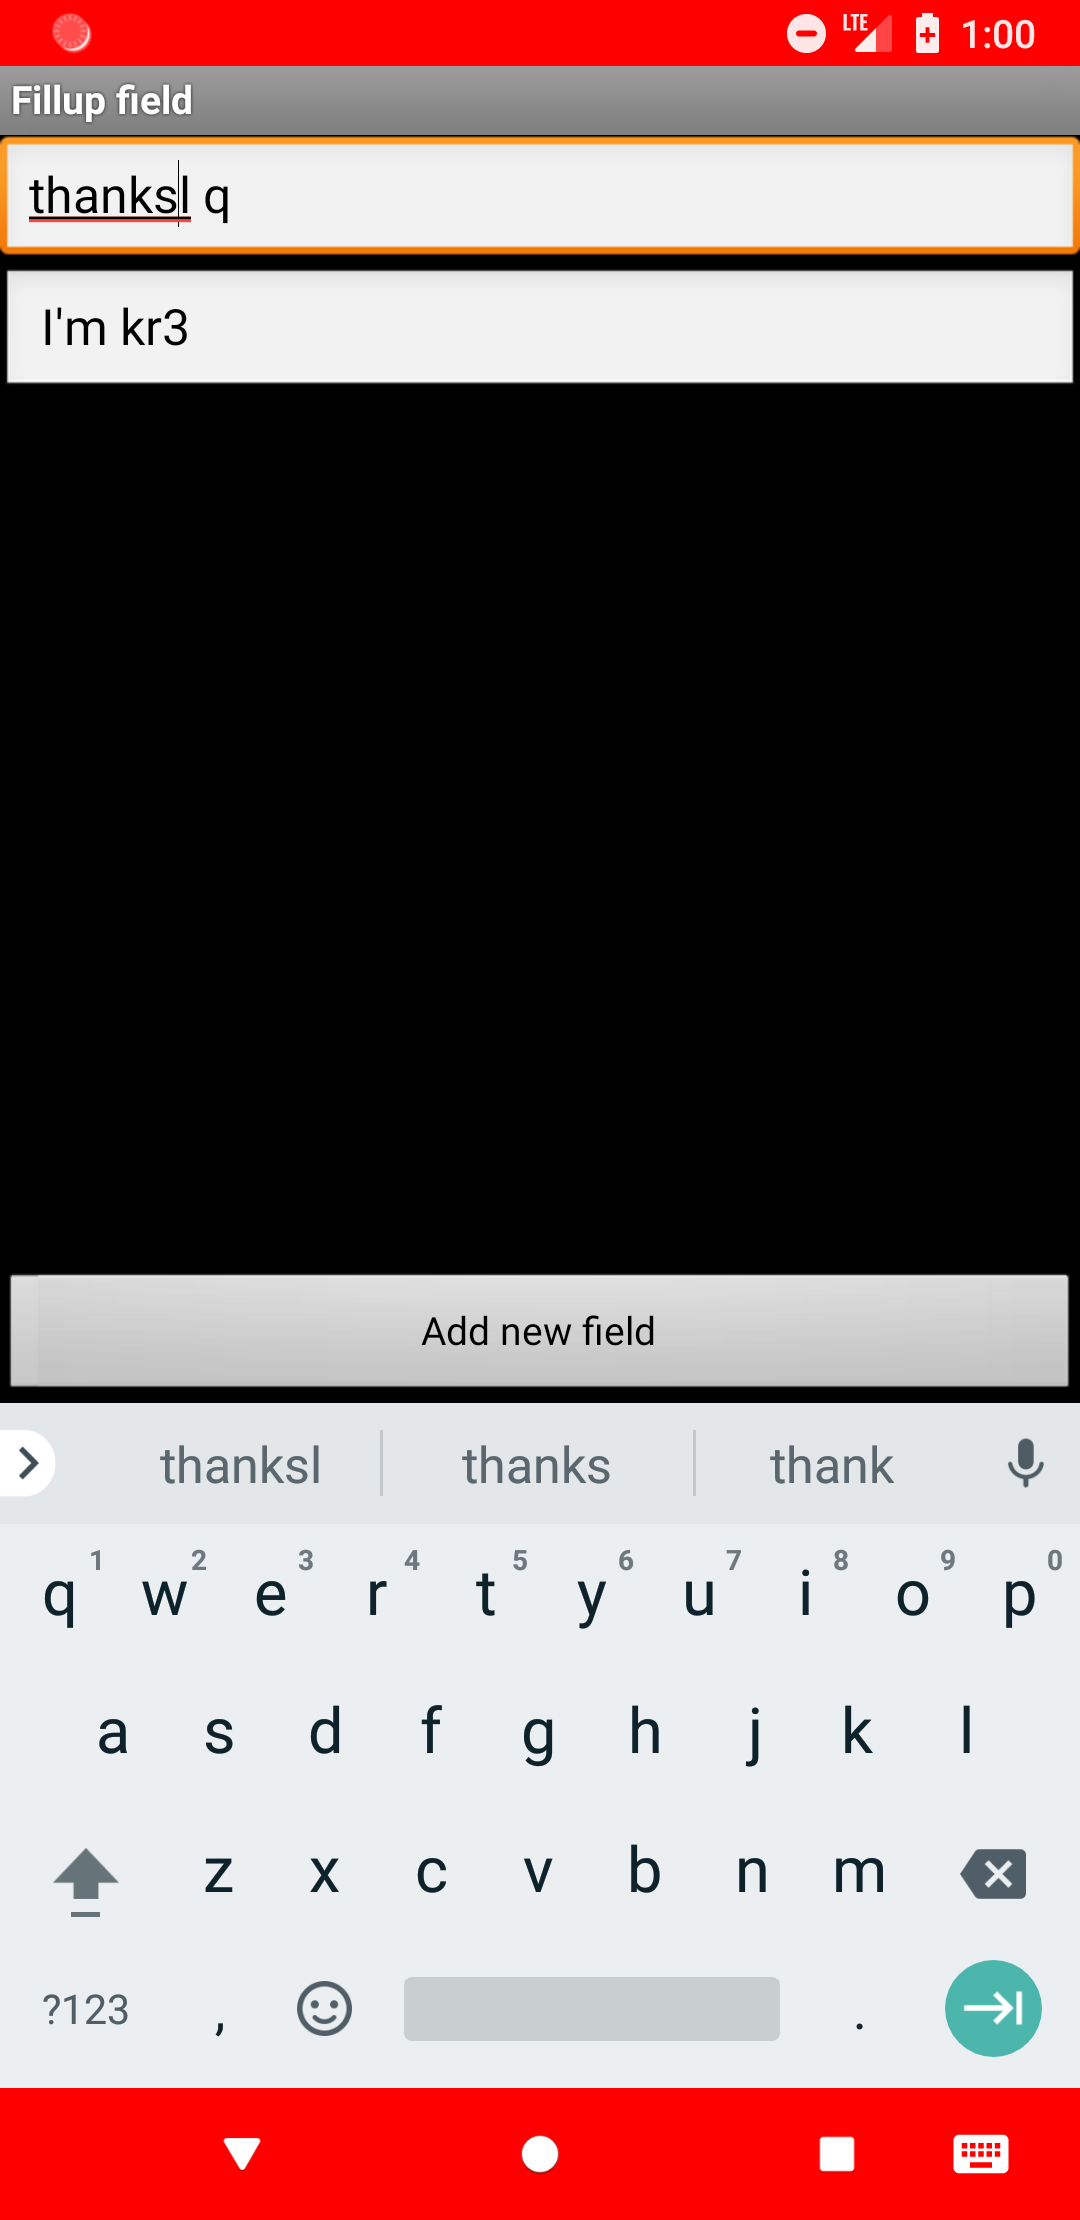 LTE 1:00
Fillup field
thanksl q
I'm kr3
Add new field
thanksl thanks thank
1 2 3 4 5 6 7 8 9 0
q w e r t y u i o p
a s d f g h j k l
z x c v b n m
?123 , .